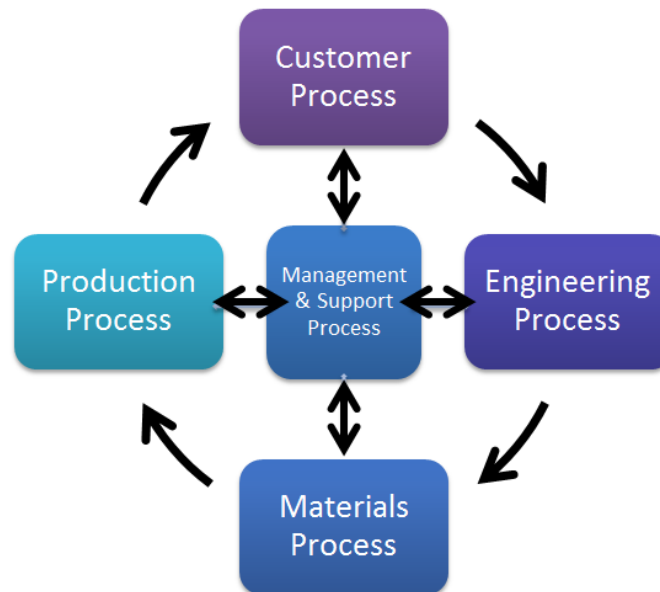 Customer
Process
Production
Process
Management
& Support
Process
Engineering
Process
Materials
Process